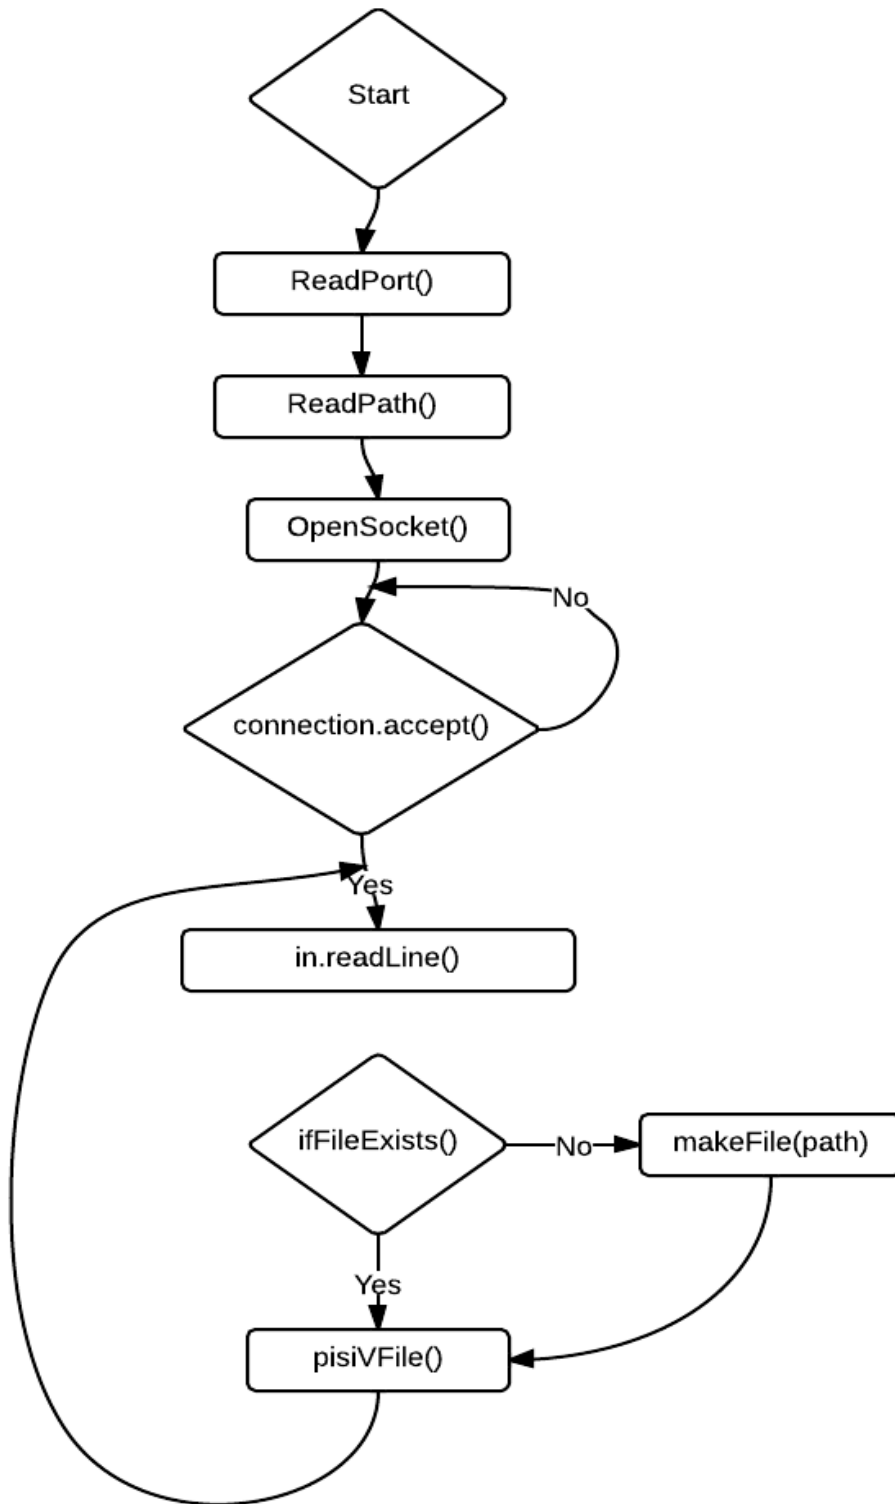 Start
ReadPort()
ReadPath()
OpenSocket()
No
connection.accept()
Yes
in.readLine()
ifFileExists()
No
makeFile(path)
Yes
pisiVFile()